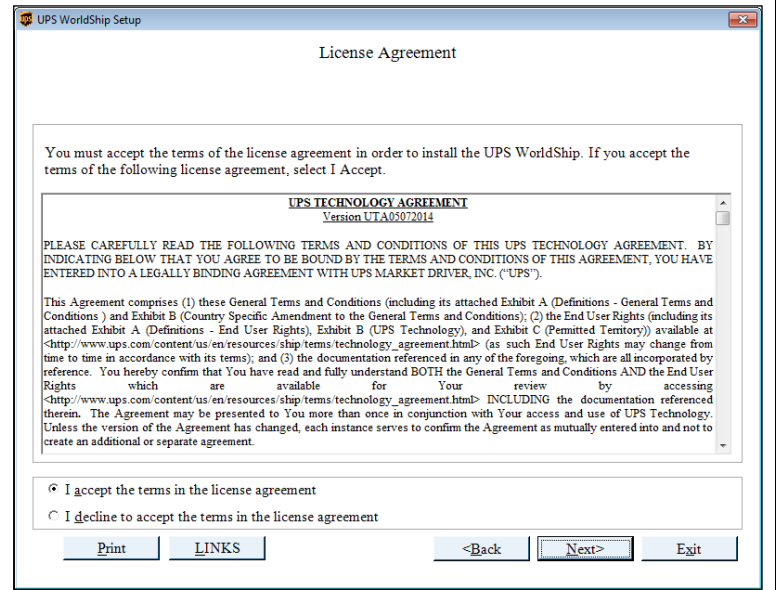 UPS WorldShip Setup
License Agreement
You must accept the terms of the license agreement in order to install the UPS WorldShip. If you accept the
terms of the following license agreement, select I Accept.
UPS TECHNOLOGY AGREEMENT
Version UTA05072014
PLEASE CAREFULLY READ THE FOLLOWING TERMS AND CONDITIONS OF THIS UPS TECHNOLOGY AGREEMENT. BY
INDICATING BELOW THAT YOU AGREE TO BE BOUND BY THE TERMS AND CONDITIONS OF THIS AGREEMENT, YOU HAVE
ENTERED INTO A LEGALLY BINDING AGREEMENT WITH UPS MARKET DRIVER, INC. (“UPS”).
This Agreement comprises (1) these General Terms and Conditions (including its attached Exhibit A (Definitions - General Terms and
Conditions ) and Exhibit B (Country Specific Amendment to the General Terms and Conditions); (2) the End User Rights (including its
attached Exhibit A (Definitions - End User Rights), Exhibit B (UPS Technology), and Exhibit C (Permitted Territory)) available at
<http://www.ups.com/content/us/en/resources/ship/terms/technology_agreement.html> (as such End User Rights may change from
time to time in accordance with its terms); and (3) the documentation referenced in any of the foregoing, which are all incorporated by
reference. You hereby confirm that You have read and fully understand BOTH the General Terms and Conditions AND the End User
Rights which are available for Your review by accessing
<http://www.ups.com/content/us/en/resources/ship/terms/technology_agreement.html> INCLUDING the documentation referenced
therein. The Agreement may be presented to You more than once in conjunction with Your access and use of UPS Technology.
Unless the version of the Agreement has changed, each instance serves to confirm the Agreement as mutually entered into and not to
create an additional or separate agreement.
I accept the terms in the license agreement
I decline to accept the terms in the license agreement
Print LINKS <Back Next> Exit